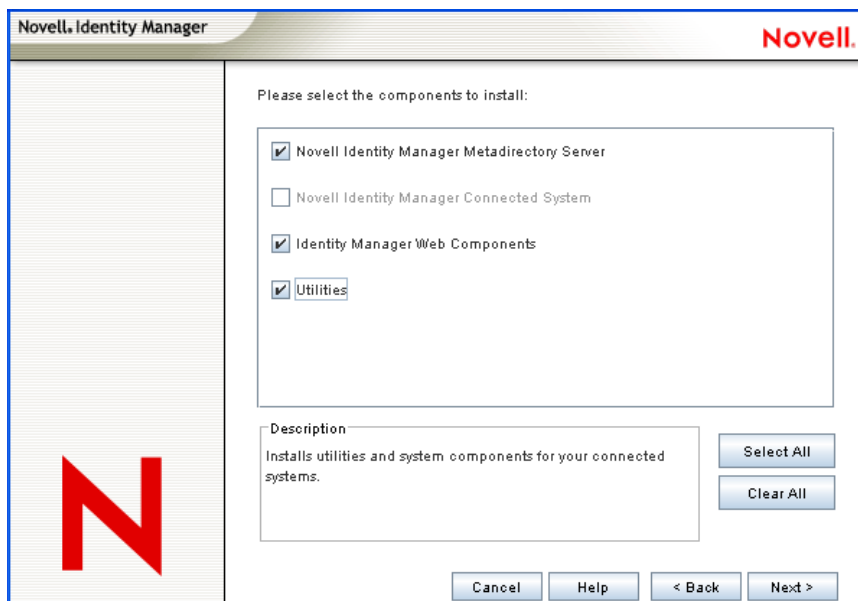 Novell. Identity Manager
Novell.
Please select the components to install:
Novell Identity Manager Metadirectory Server
Novell Identity Manager Connected System
Identity Manager Web Components
Utilities
Description
Installs utilities and system components for your connected
systems.
Select All
Clear All
N
Cancel
Help
< Back
Next >